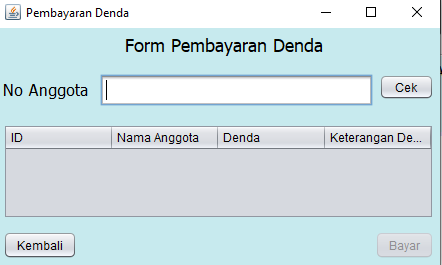 Pembayaran Denda
Form Pembayaran Denda
No Anggota Cek
ID Nama Anggota Denda Keterangan De...
Kembali Bayar